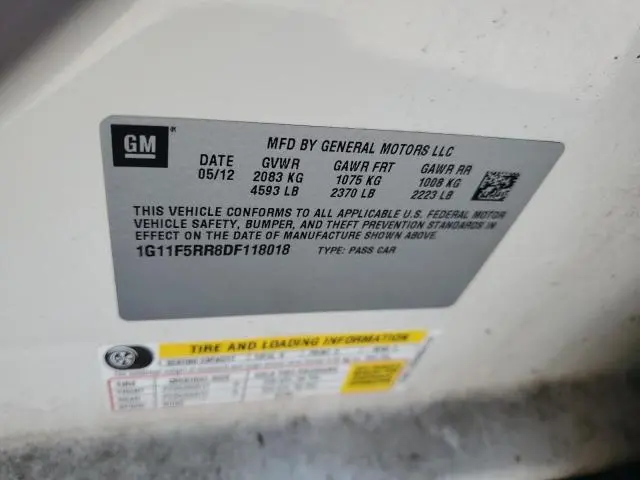 GM
MFD BY GENERAL MOTORS LLC
DATE GVWR GAWR FRT GAWR RR
05/12 2083 KG 1075 KG 1008 KG
4593 LB 2370 LB 2223 LB
THIS VEHICLE CONFORMS TO ALL APPLICABLE U.S. FEDERAL MOTOR
VEHICLE SAFETY, BUMPER, AND THEFT PREVENTION STANDARDS IN
EFFECT ON THE DATE OF MANUFACTURE SHOWN ABOVE.
1G11F5RR8DF118018 TYPE: PASS CAR
TIRE AND LOADING INFORMATION
SEATING CAPACITY